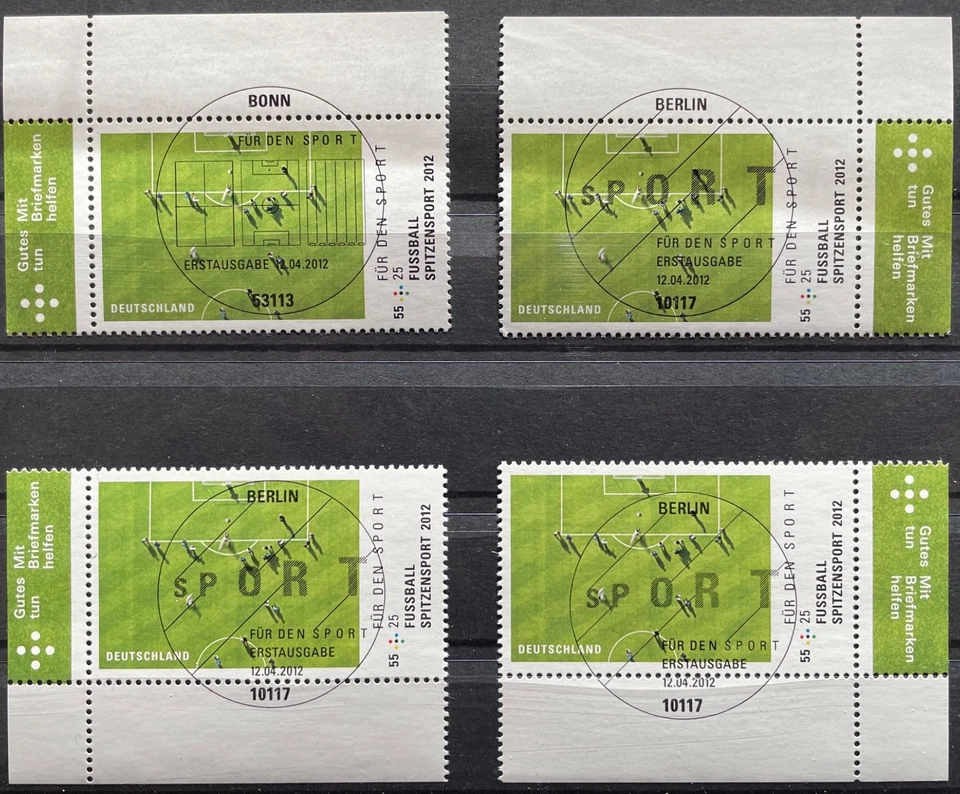 BONN
FÜR DEN SPORT
ERSTAUSGABE 12.04.2012
53113
DEUTSCHLAND
Gutes Mit
tun Briefmarken
helfen
FÜR DEN SPORT
55 25
FUSSBALL
SPITZENSPORT 2012
BERLIN
SPORT
FÜR DEN SPORT
ERSTAUSGABE
12.04.2012
10117
DEUTSCHLAND
FÜR DEN SPORT
55 25
FUSSBALL
SPITZENSPORT 2012
Gutes Mit
tun Briefmarken
helfen
BERLIN
SPORT
FÜR DEN SPORT
ERSTAUSGABE
12.04.2012
10117
DEUTSCHLAND
Gutes Mit
tun Briefmarken
helfen
FÜR DEN SPORT
55 25
FUSSBALL
SPITZENSPORT 2012
BERLIN
SPORT
FÜR DEN SPORT
ERSTAUSGABE
12.04.2012
10117
DEUTSCHLAND
FÜR DEN SPORT
55 25
FUSSBALL
SPITZENSPORT 2012
Gutes Mit
tun Briefmarken
helfen